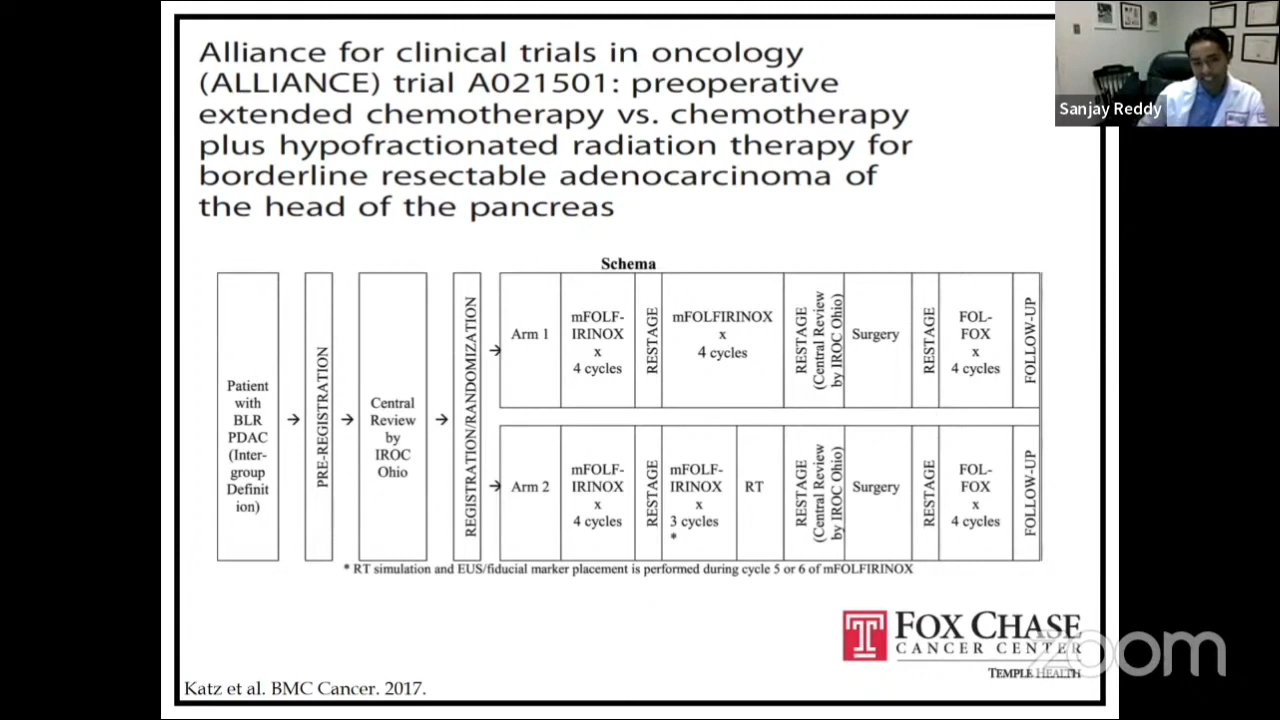 Alliance for clinical trials in oncology
(ALLIANCE) trial A021501: preoperative
extended chemotherapy vs. chemotherapy
plus hypofractionated radiation therapy for
borderline resectable adenocarcinoma of
the head of the pancreas
Sanjay Reddy
Schema
Patient
with
BLR
PDAC
(Inter-
group
Definit
ion)
→
PRE-REGISTRATION
→
Central
Review
by
IROC
Ohio
→
REGISTRATION/RANDOMIZATION
→
Arm 1
mFOLF-
IRINOX
x
4 cycles
RESTAGE
mFOLFIRINOX
x
4 cycles
RESTAGE
(Central Review
by IROC Ohio)
Surgery
RESTAGE
FOL-
FOX
x
4 cycles
FOLLOW-UP
→
Arm 2
mFOLF-
IRINOX
x
4 cycles
RESTAGE
mFOLF-
IRINOX
x
3 cycles
*
RT
RESTAGE
(Central Review
by IROC Ohio)
Surgery
RESTAGE
FOL-
FOX
x
4 cycles
FOLLOW-UP
* RT simulation and EUS/fiducial marker placement is performed during cycle 5 or 6 of mFOLFIRINOX
FOX CHASE
CANCER CENTER
TEMPLE HEALTH
zoom
Katz et al. BMC Cancer. 2017.